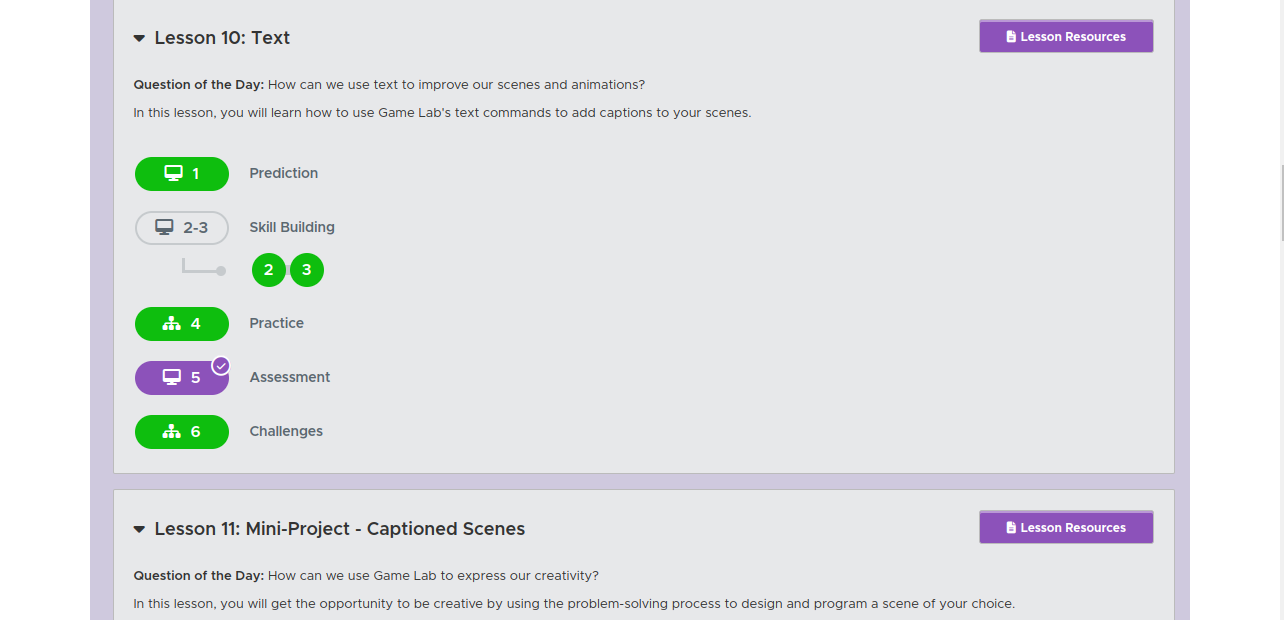 Lesson 10: Text
Lesson Resources
Question of the Day: How can we use text to improve our scenes and animations?
In this lesson, you will learn how to use Game Lab's text commands to add captions to your scenes.
1 Prediction
2-3 Skill Building
2 3
4 Practice
5 Assessment
6 Challenges
Lesson 11: Mini-Project - Captioned Scenes
Lesson Resources
Question of the Day: How can we use Game Lab to express our creativity?
In this lesson, you will get the opportunity to be creative by using the problem-solving process to design and program a scene of your choice.